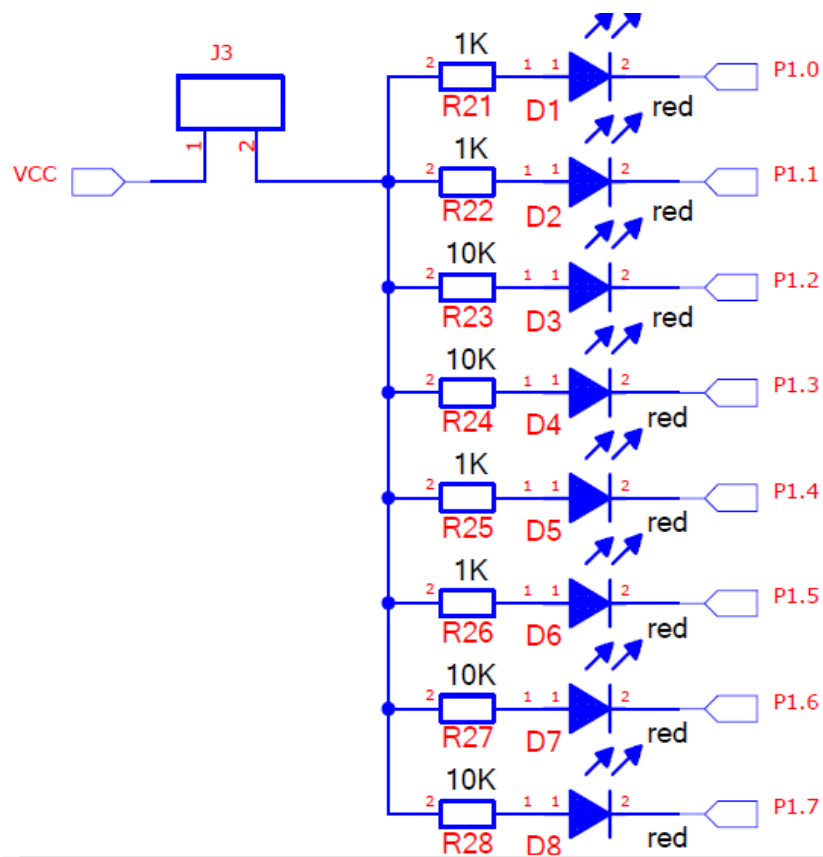 J3
1
2
VCC
1K
2
R21
1 1
D1
2
red
P1.0
1K
2
R22
1 1
D2
2
red
P1.1
10K
2
R23
1 1
D3
2
red
P1.2
10K
2
R24
1 1
D4
2
red
P1.3
1K
2
R25
1 1
D5
2
red
P1.4
1K
2
R26
1 1
D6
2
red
P1.5
10K
2
R27
1 1
D7
2
red
P1.6
10K
2
R28
1 1
D8
2
red
P1.7